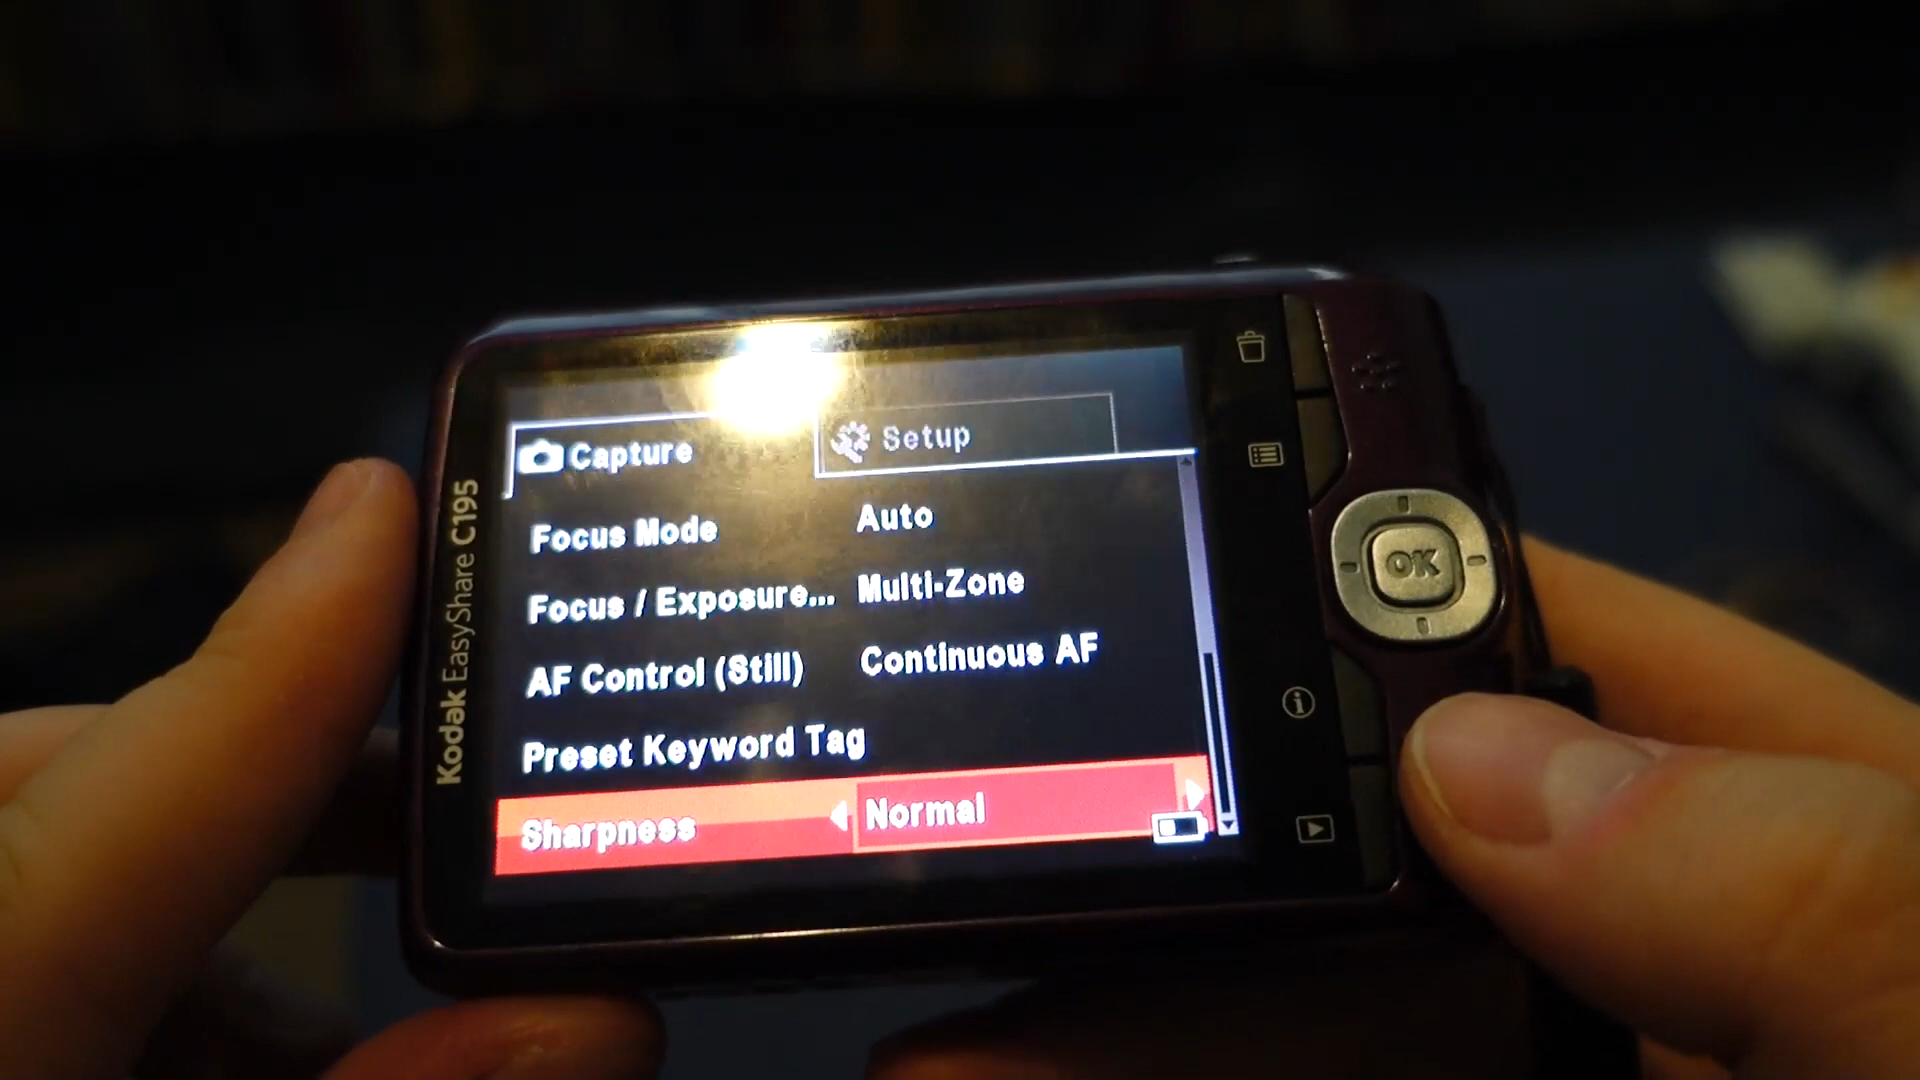 Kodak EasyShare C195
Capture
Setup
Focus Mode Auto
Focus / Exposure... Multi-Zone
AF Control (Still) Continuous AF
Preset Keyword Tag
Sharpness Normal
OK